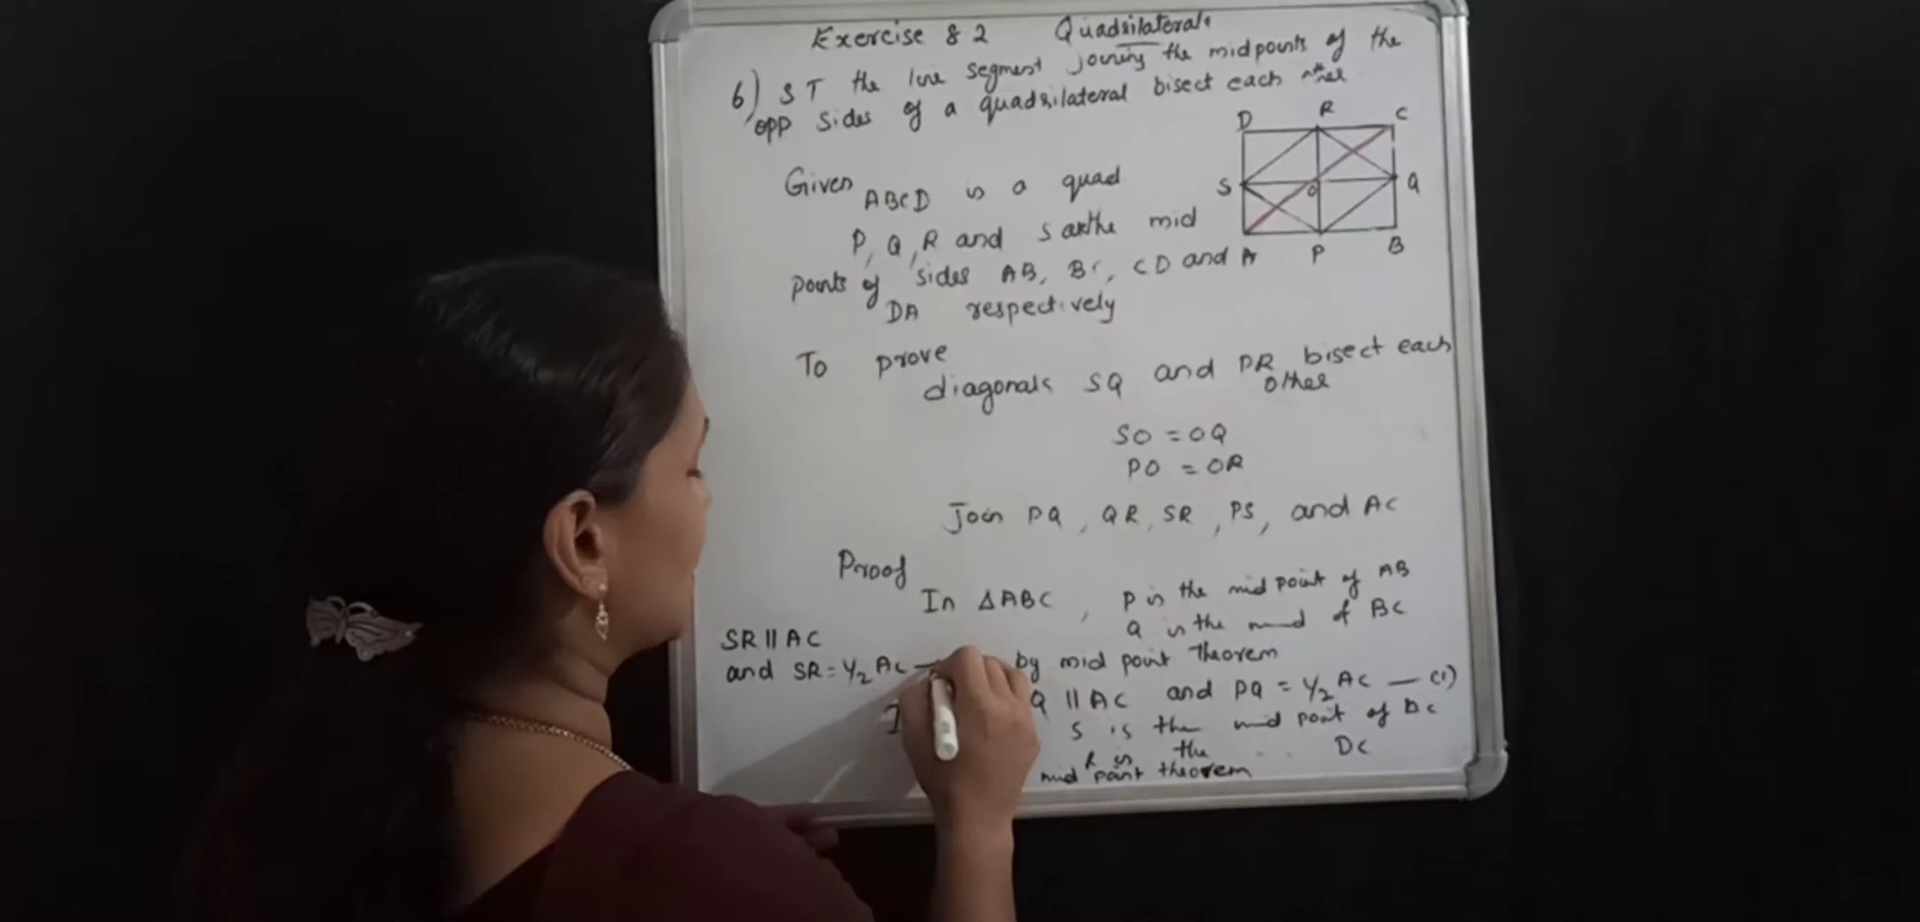 Exercise 8 2 Quadrilaterals
6) ST the line segment joining the midpoints of the
opp sides of a quadrilateral bisect each other
D R C
S O Q
A P B
Given ABCD is a quad
P, Q, R and S are the mid
points of sides AB, BC, CD and
DA respectively
To prove
diagonals SQ and PR bisect each
other
SO = OQ
PO = OR
Join PQ, QR, SR, PS, and AC
Proof
In △ABC, P is the mid point of AB
Q is the mid of BC
by mid point Theorem
Q || AC and PQ = 1/2 AC — (1)
S is the mid point of
R is the DC
mid point theorem
SR || AC
and SR = 1/2 AC —